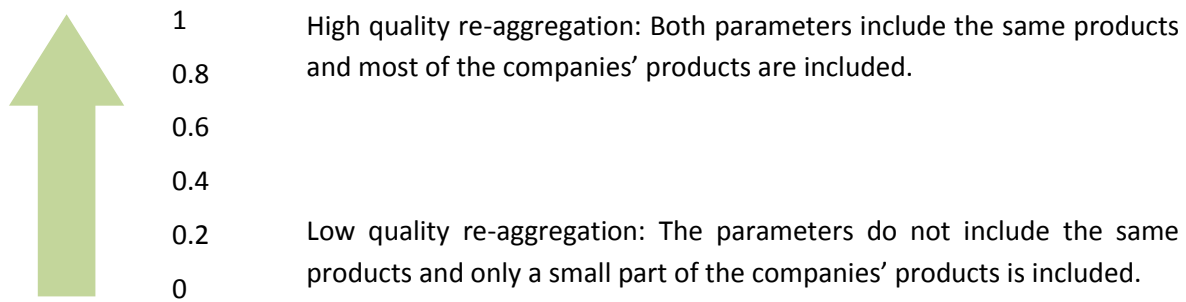 1
High quality re-aggregation: Both parameters include the same products
and most of the companies’ products are included.
0.8
0.6
0.4
0.2
Low quality re-aggregation: The parameters do not include the same
products and only a small part of the companies’ products is included.
0